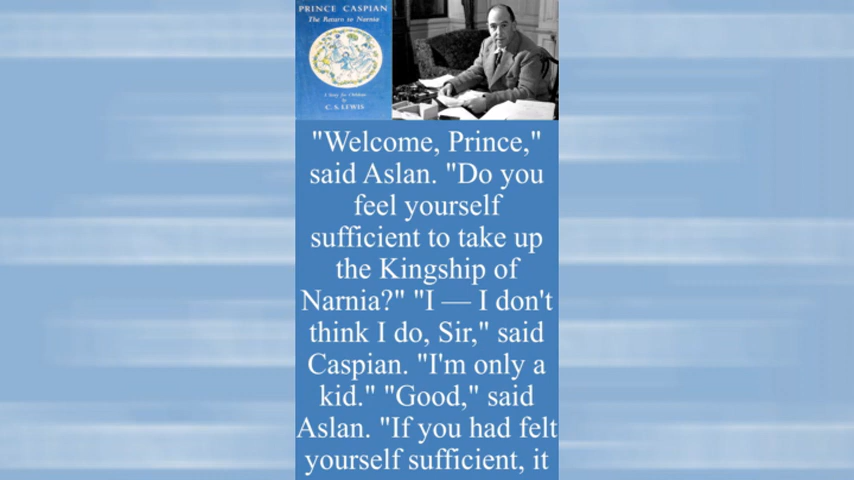 PRINCE CASPIAN
The Return to Narnia
A Story for Children
by
C. S. LEWIS
"Welcome, Prince,"
said Aslan. "Do you
feel yourself
sufficient to take up
the Kingship of
Narnia?" "I — I don't
think I do, Sir," said
Caspian. "I'm only a
kid." "Good," said
Aslan. "If you had felt
yourself sufficient, it